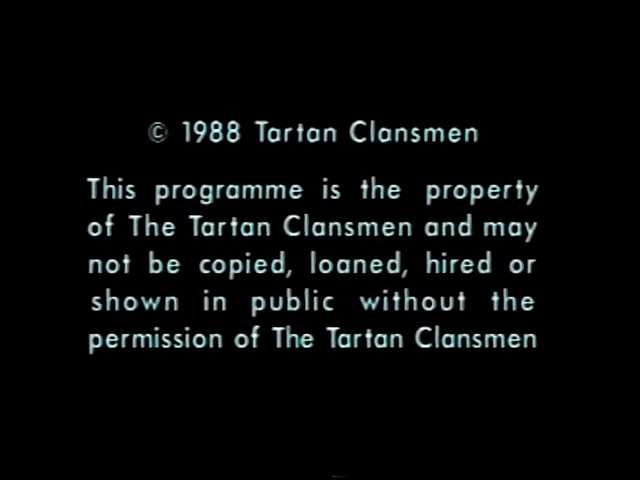 © 1988 Tartan Clansmen
This programme is the property
of The Tartan Clansmen and may
not be copied, loaned, hired or
shown in public without the
permission of The Tartan Clansmen